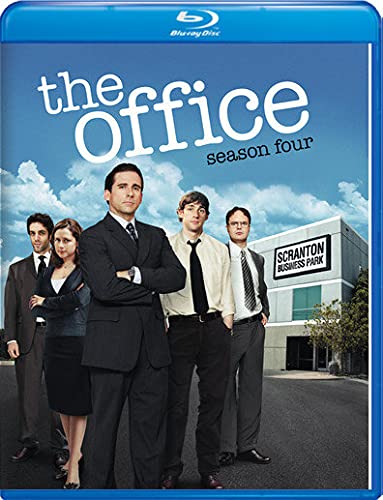 Blu-ray Disc
the
office
season four
SCRANTON
BUSINESS PARK